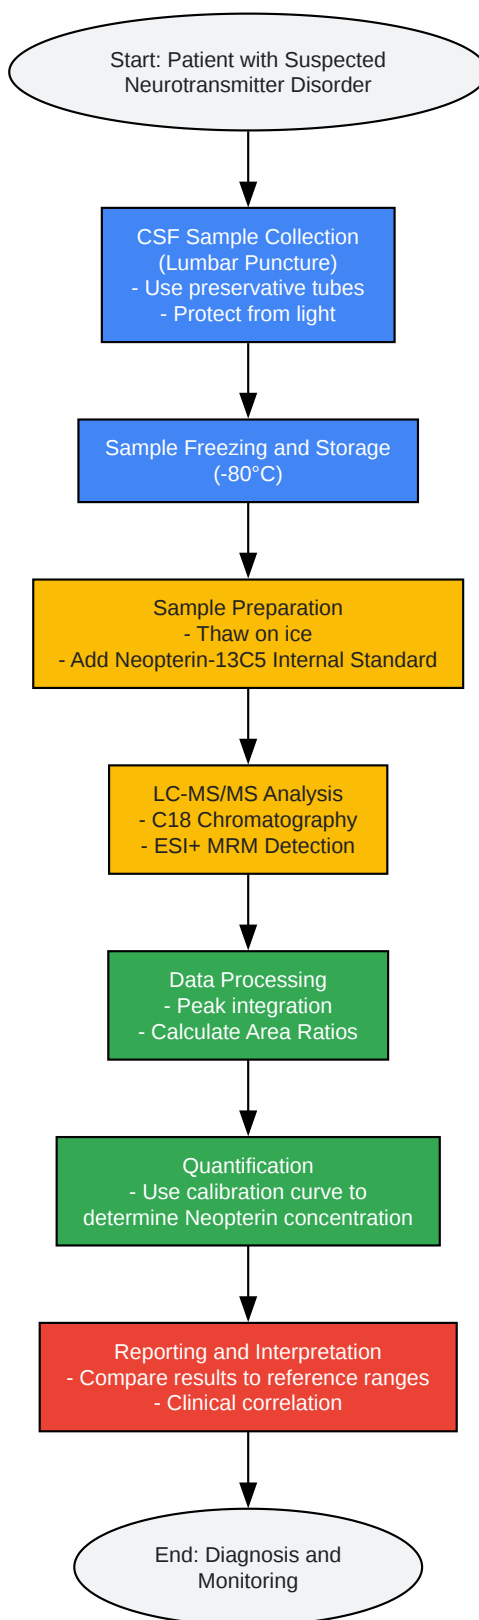 Start: Patient with Suspected
Neurotransmitter Disorder
CSF Sample Collection
(Lumbar Puncture)
- Use preservative tubes
- Protect from light
Sample Freezing and Storage
(-80°C)
Sample Preparation
- Thaw on ice
- Add Neopterin-13C5 Internal Standard
LC-MS/MS Analysis
- C18 Chromatography
- ESI+ MRM Detection
Data Processing
- Peak integration
- Calculate Area Ratios
Quantification
- Use calibration curve to
determine Neopterin concentration
Reporting and Interpretation
- Compare results to reference ranges
- Clinical correlation
End: Diagnosis and
Monitoring